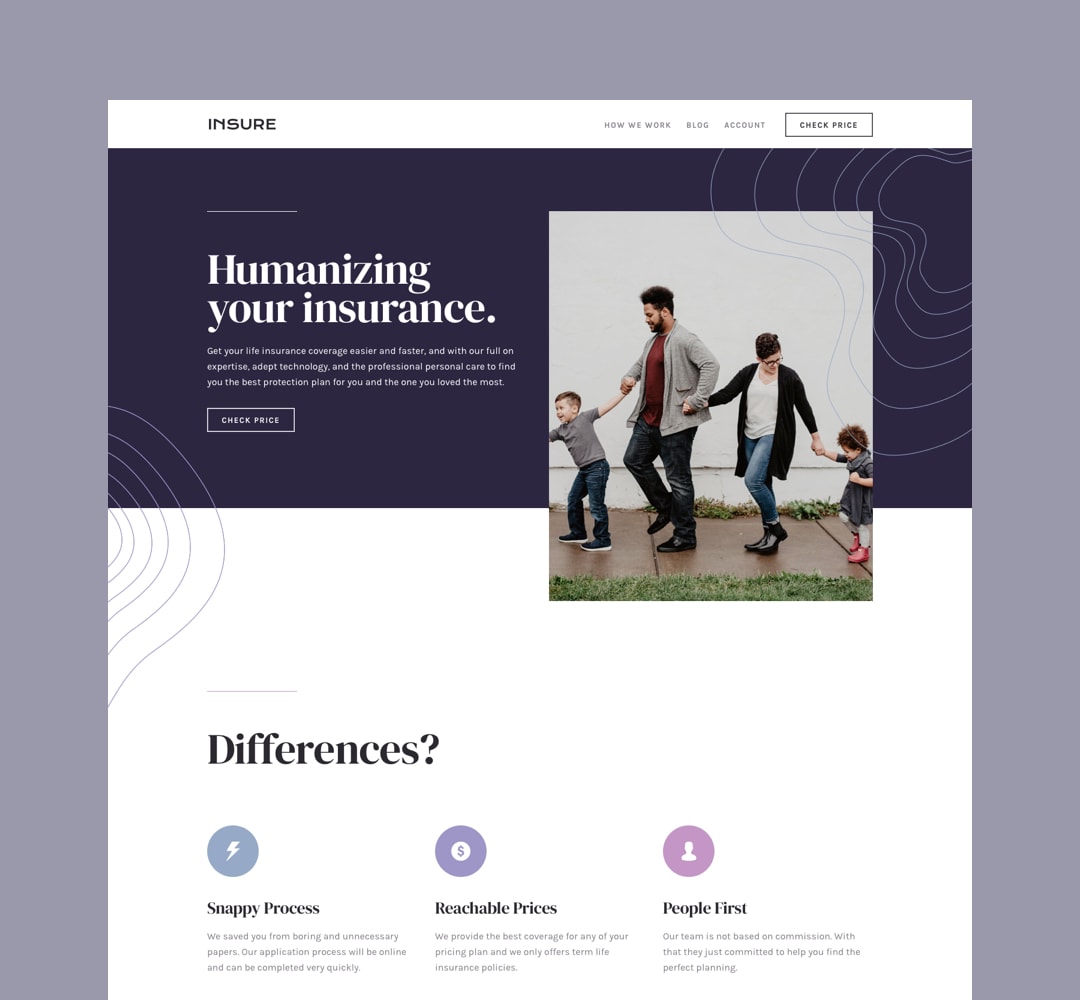 INSURE
HOW WE WORK BLOG ACCOUNT CHECK PRICE
Humanizing
your insurance.
Get your life insurance coverage easier and faster, and with our full on
expertise, adept technology, and the professional personal care to find
you the best protection plan for you and the one you loved the most.
CHECK PRICE
Differences?
Snappy Process
We saved you from boring and unnecessary
papers. Our application process will be online
and can be completed very quickly.
Reachable Prices
We provide the best coverage for any of your
pricing plan and we only offers term life
insurance policies.
People First
Our team is not based on commission. With
that they just committed to help you find the
perfect planning.